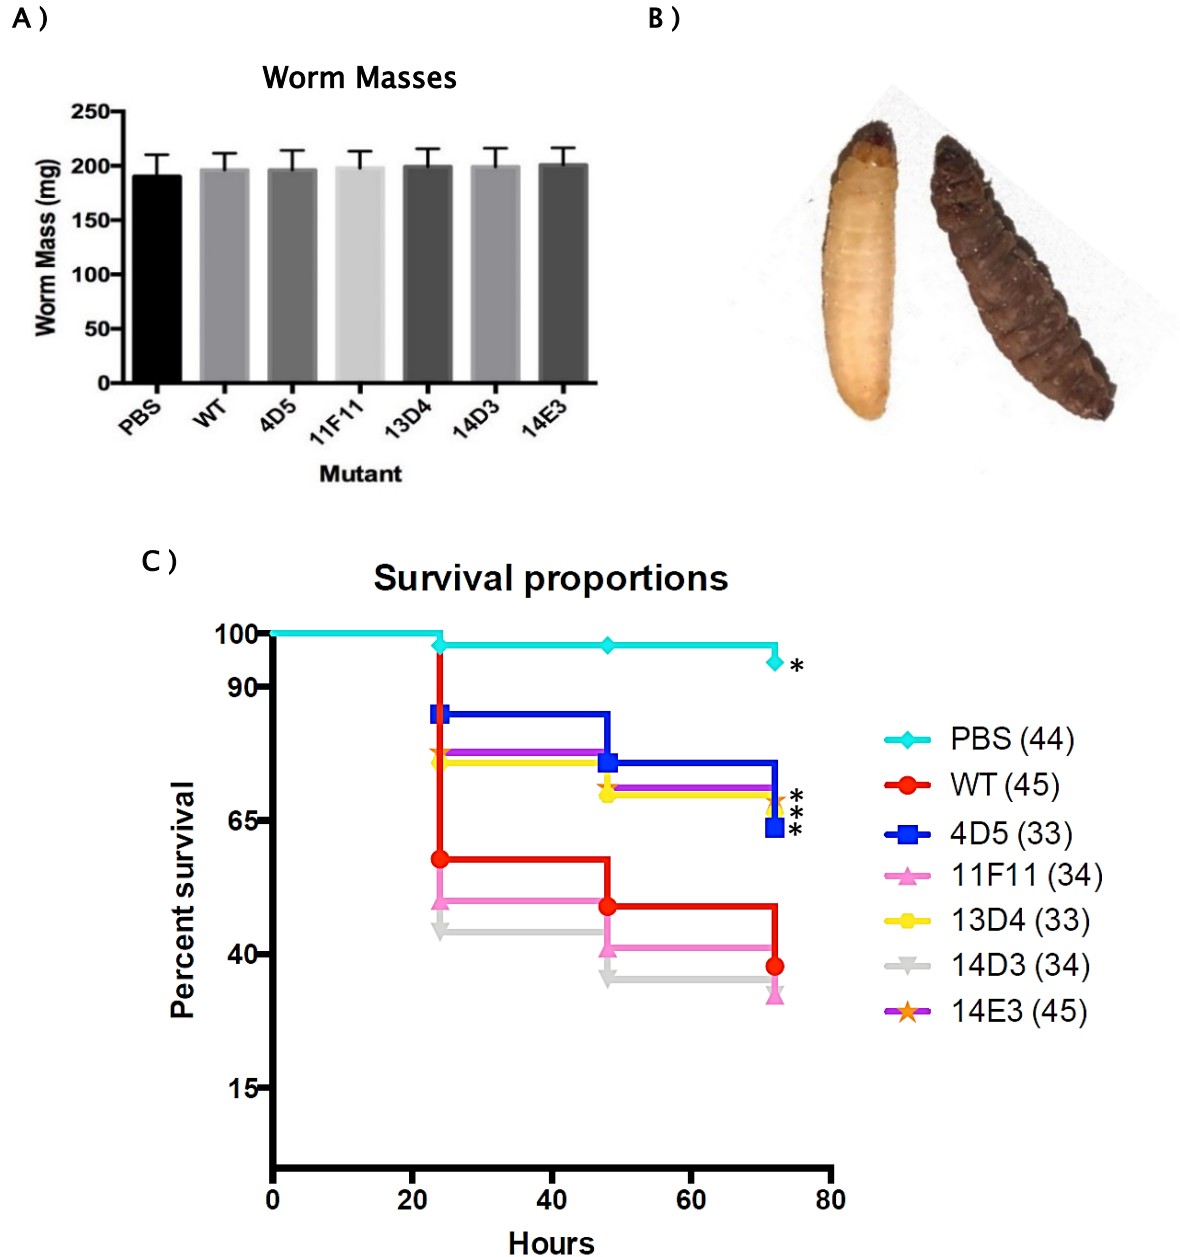 A )
B )
Worm Masses
250
200
150
100
50
0
Worm Mass (mg)
PBS
WT
4D5
11F11
13D4
14D3
14E3
Mutant
C )
Survival proportions
100
90
65
40
15
Percent survival
*
*
*
*
0
20
40
60
80
Hours
PBS (44)
WT (45)
4D5 (33)
11F11 (34)
13D4 (33)
14D3 (34)
14E3 (45)